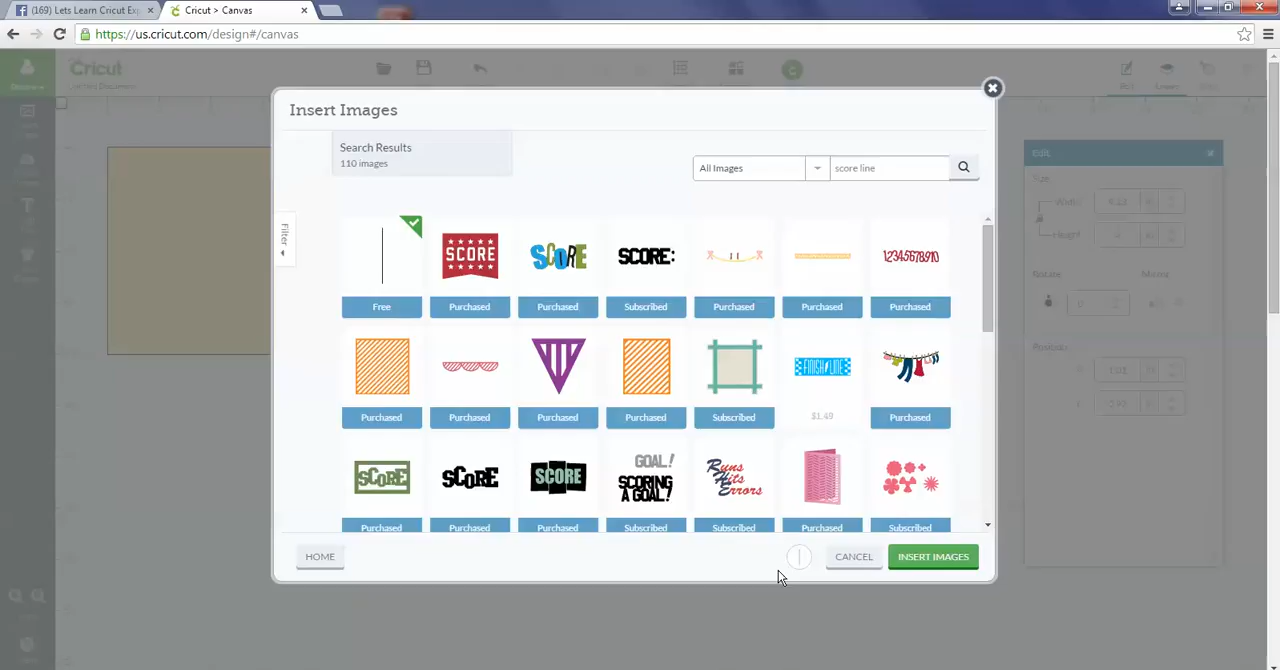 (169) Lets Learn Cricut Ex
Cricut > Canvas
https://us.cricut.com/design#/canvas
Cricut
Insert Images
Search Results
110 images
All Images
score line
Filter
SCORE
SCORE
SCORE:
12345678910
Free
Purchased
Purchased
Subscribed
Purchased
Purchased
Purchased
FINISH LINE
Purchased
Purchased
Purchased
Purchased
Subscribed
$1.49
Purchased
SCORE
SCORE
SCORE
GOAL!
SCORING
A GOAL!
Runs
Hits
Errors
Purchased
Purchased
Purchased
Subscribed
Subscribed
Purchased
Subscribed
HOME
CANCEL
INSERT IMAGES
Edit
Size
Width
Height
Rotate
Mirror
Position